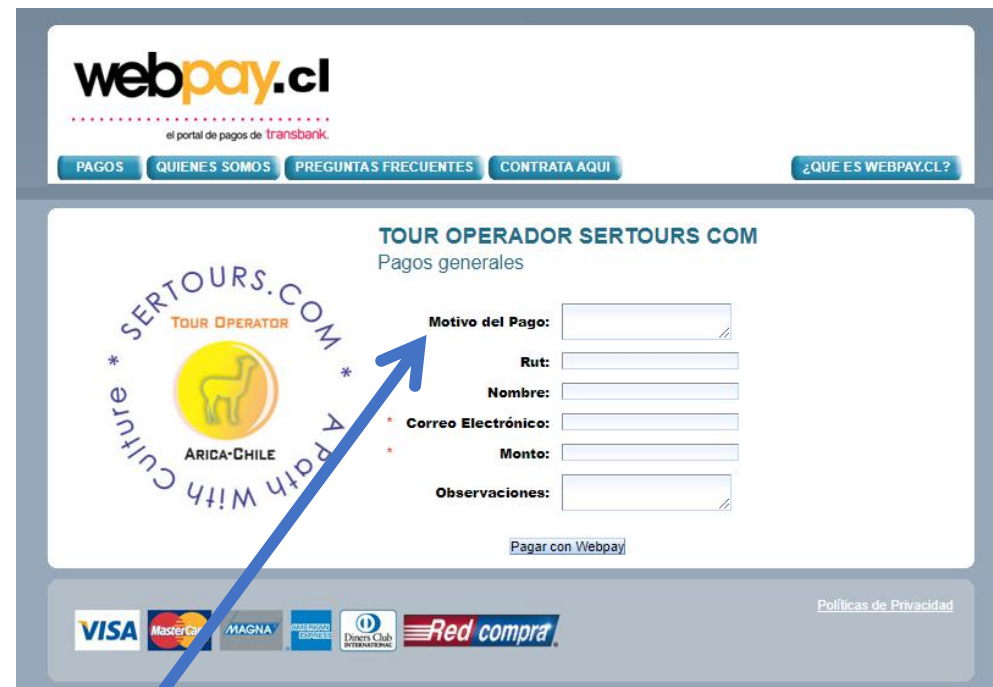 webpay.cl
el portal de pagos de transbank.
PAGOS QUIENES SOMOS PREGUNTAS FRECUENTES CONTRATA AQUI ¿QUE ES WEBPAY.CL?
TOUR OPERADOR SERTOURS COM
Pagos generales
* SERTOURS.COM * A Path With Culture
TOUR OPERATOR
ARICA-CHILE
Motivo del Pago:
Rut:
Nombre:
* Correo Electrónico:
* Monto:
Observaciones:
Pagar con Webpay
Políticas de Privacidad
VISA MasterCard MAGNA AMERICAN EXPRESS Diners Club INTERNATIONAL Red compra